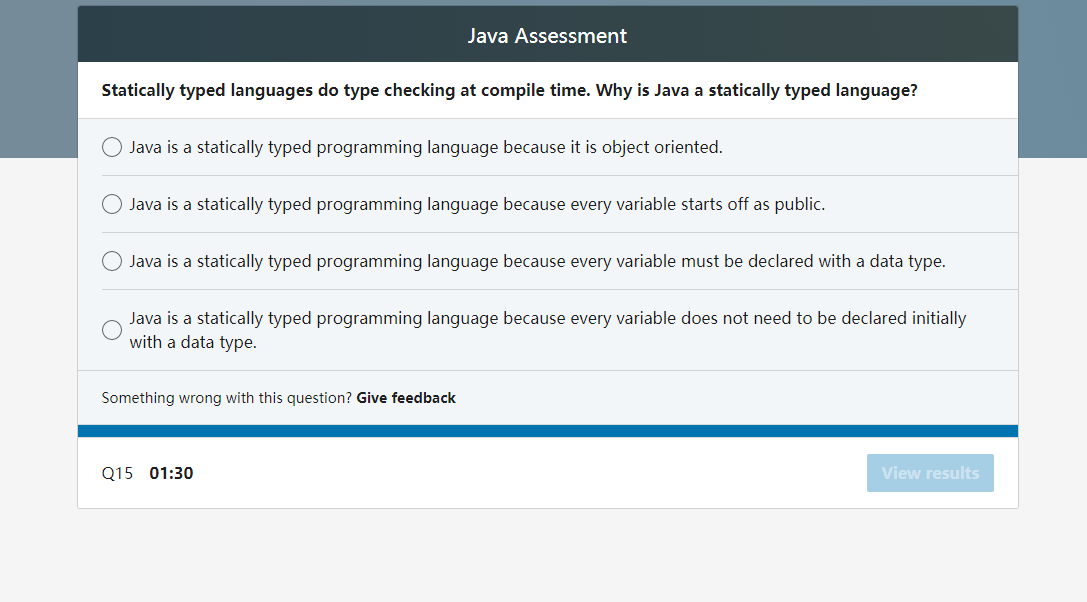 Java Assessment
Statically typed languages do type checking at compile time. Why is Java a statically typed language?
Java is a statically typed programming language because it is object oriented.
Java is a statically typed programming language because every variable starts off as public.
Java is a statically typed programming language because every variable must be declared with a data type.
Java is a statically typed programming language because every variable does not need to be declared initially
with a data type.
Something wrong with this question? Give feedback
Q15 01:30
View results